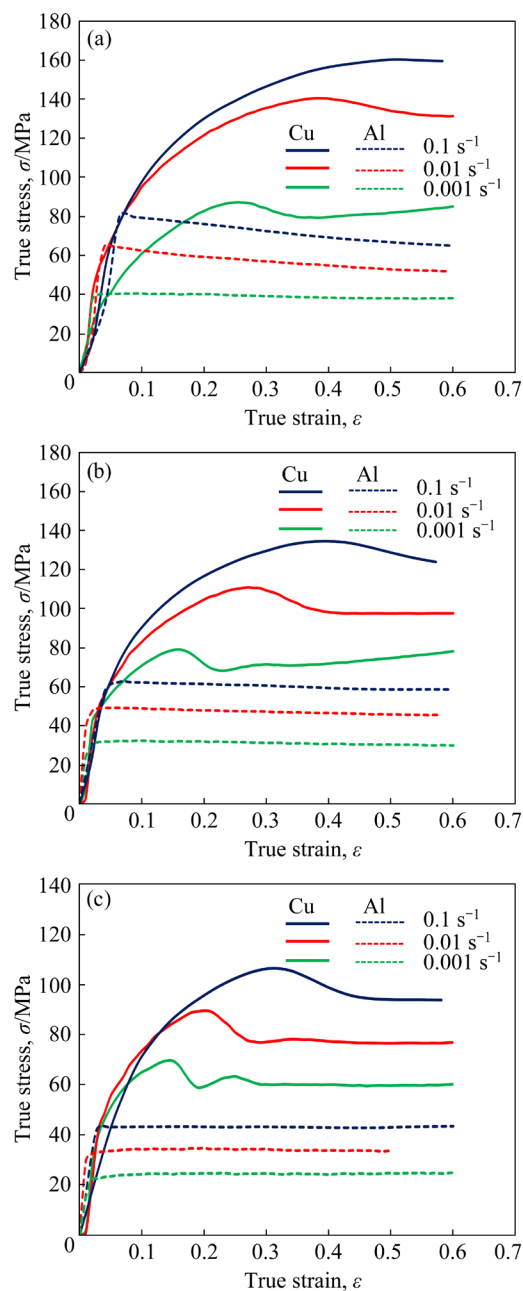 (a)
180
160
140
120
100
80
60
40
20
0
True stress, σ/MPa
Cu Al
0.1 s⁻¹
0.01 s⁻¹
0.001 s⁻¹
0.1 0.2 0.3 0.4 0.5 0.6 0.7
True strain, ε
(b)
180
160
140
120
100
80
60
40
20
0
True stress, σ/MPa
Cu Al
0.1 s⁻¹
0.01 s⁻¹
0.001 s⁻¹
0.1 0.2 0.3 0.4 0.5 0.6 0.7
True strain, ε
(c)
140
120
100
80
60
40
20
0
True stress, σ/MPa
Cu Al
0.1 s⁻¹
0.01 s⁻¹
0.001 s⁻¹
0.1 0.2 0.3 0.4 0.5 0.6 0.7
True strain, ε